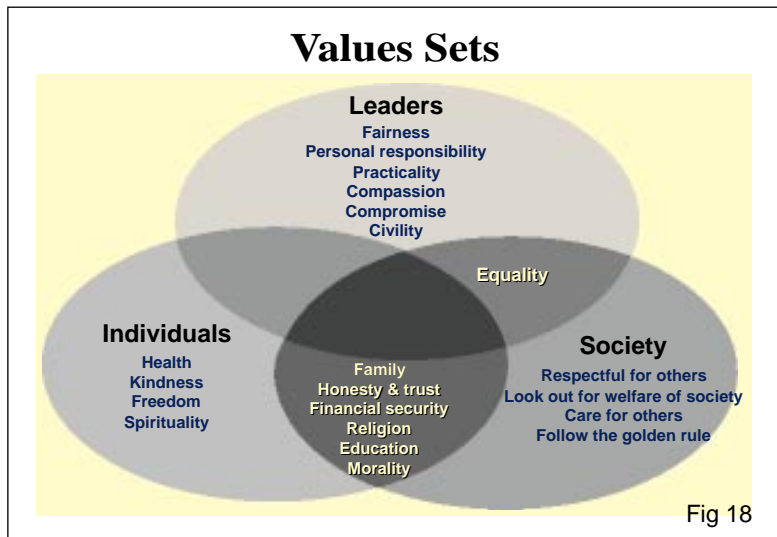 Values Sets
Leaders
Fairness
Personal responsibility
Practicality
Compassion
Compromise
Civility
Equality
Individuals
Health
Kindness
Freedom
Spirituality
Family
Honesty & trust
Financial security
Religion
Education
Morality
Society
Respectful for others
Look out for welfare of society
Care for others
Follow the golden rule
Fig 18